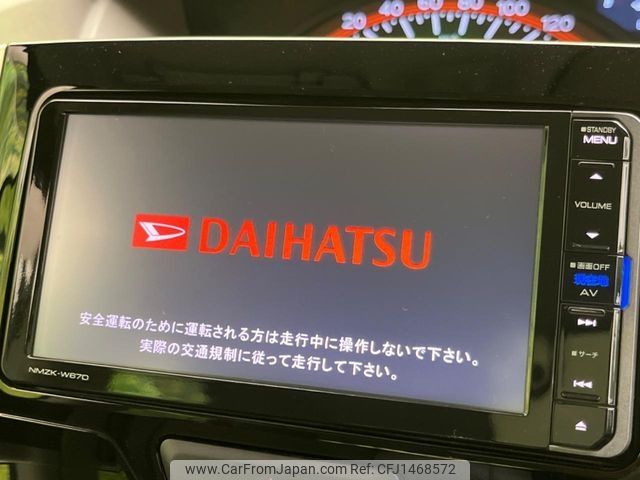 20 40 60 80 100 120
STANDBY
MENU
VOLUME
画面OFF
現在地
AV
サーチ
DAIHATSU
安全運転のために運転される方は走行中に操作しないで下さい。
実際の交通規制に従って走行して下さい。
NMZK-W67D
www.CarFromJapan.com - CFJ1468572